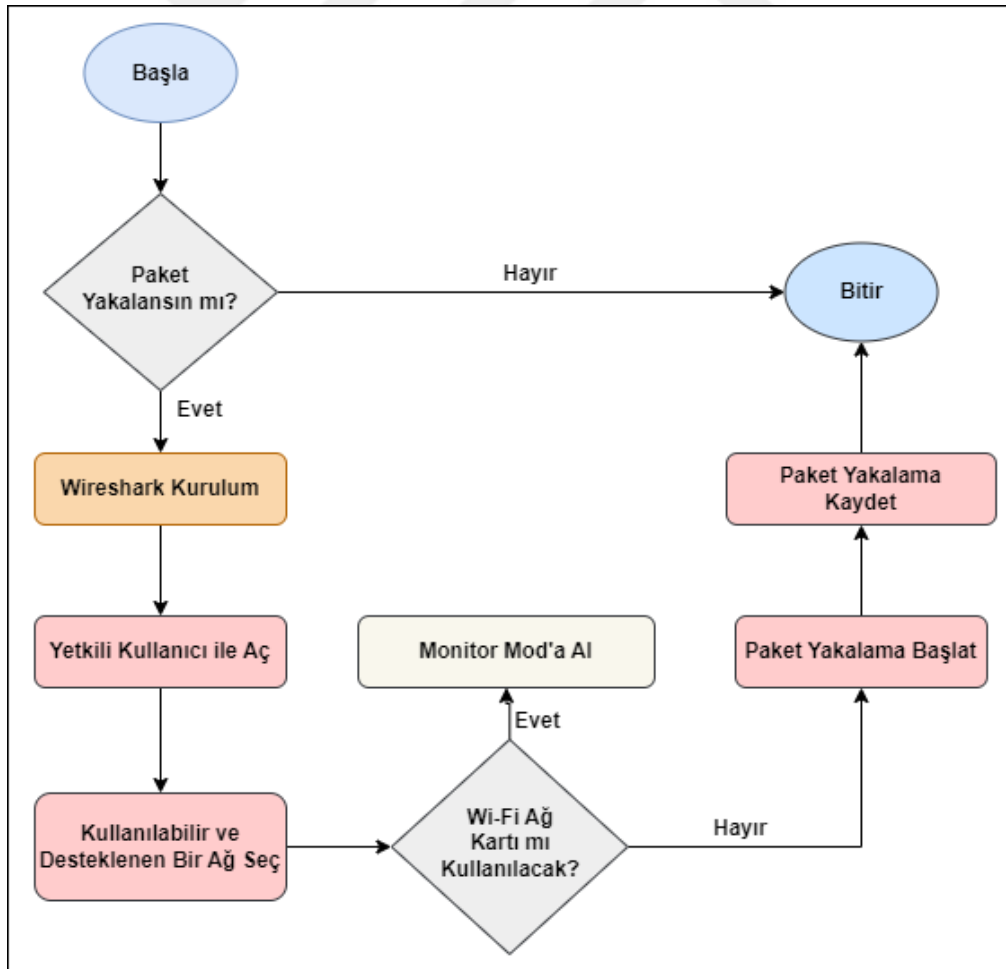 Başla
Paket
Yakalansın mı?
Hayır
Bitir
Evet
Wireshark Kurulum
Paket Yakalama
Kaydet
Yetkili Kullanıcı ile Aç
Monitor Mod'a Al
Paket Yakalama Başlat
Evet
Kullanılabilir ve
Desteklenen Bir Ağ Seç
Wi-Fi Ağ
Kartı mı
Kullanılacak?
Hayır